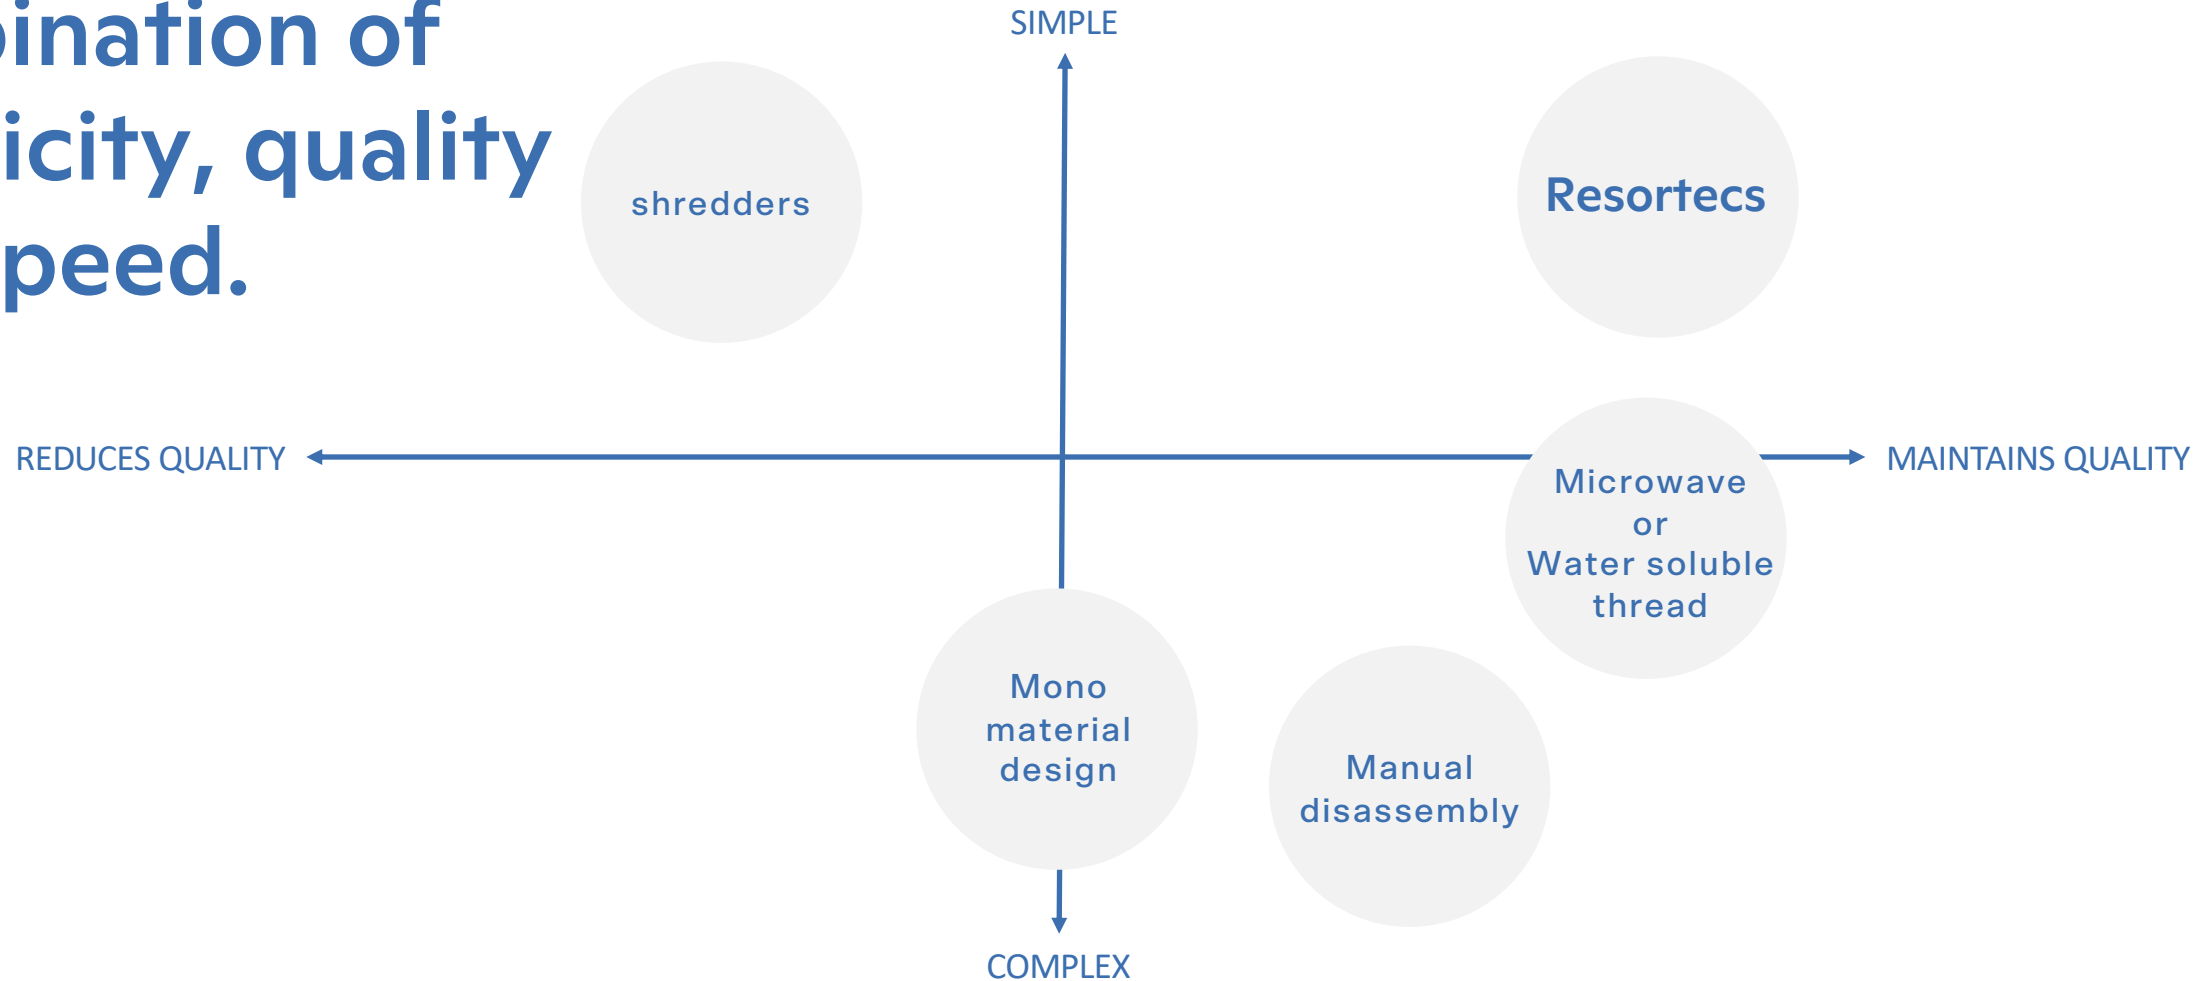 bination of
icity, quality
peed.
SIMPLE
shredders
Resortecs
REDUCES QUALITY
MAINTAINS QUALITY
Microwave
or
Water soluble
thread
Mono
material
design
Manual
disassembly
COMPLEX